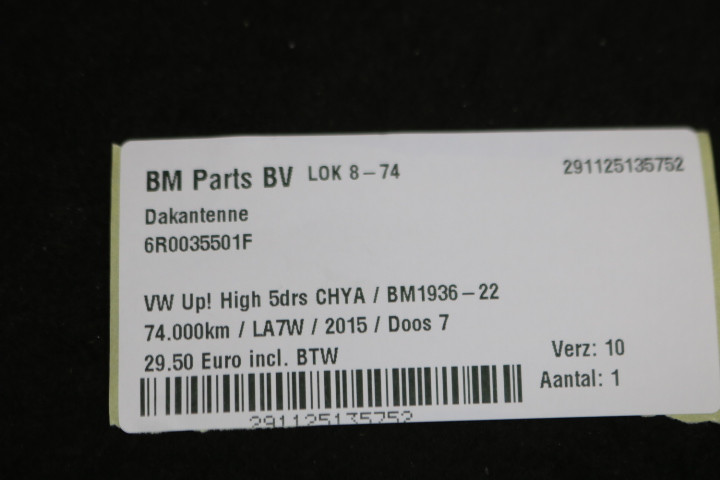 BM Parts BV LOK 8-74 291125135752
Dakantenne
6R0035501F
VW Up! High 5drs CHYA / BM1936-22
74.000km / LA7W / 2015 / Doos 7
29.50 Euro incl. BTW
Verz: 10
Aantal: 1
291125135752